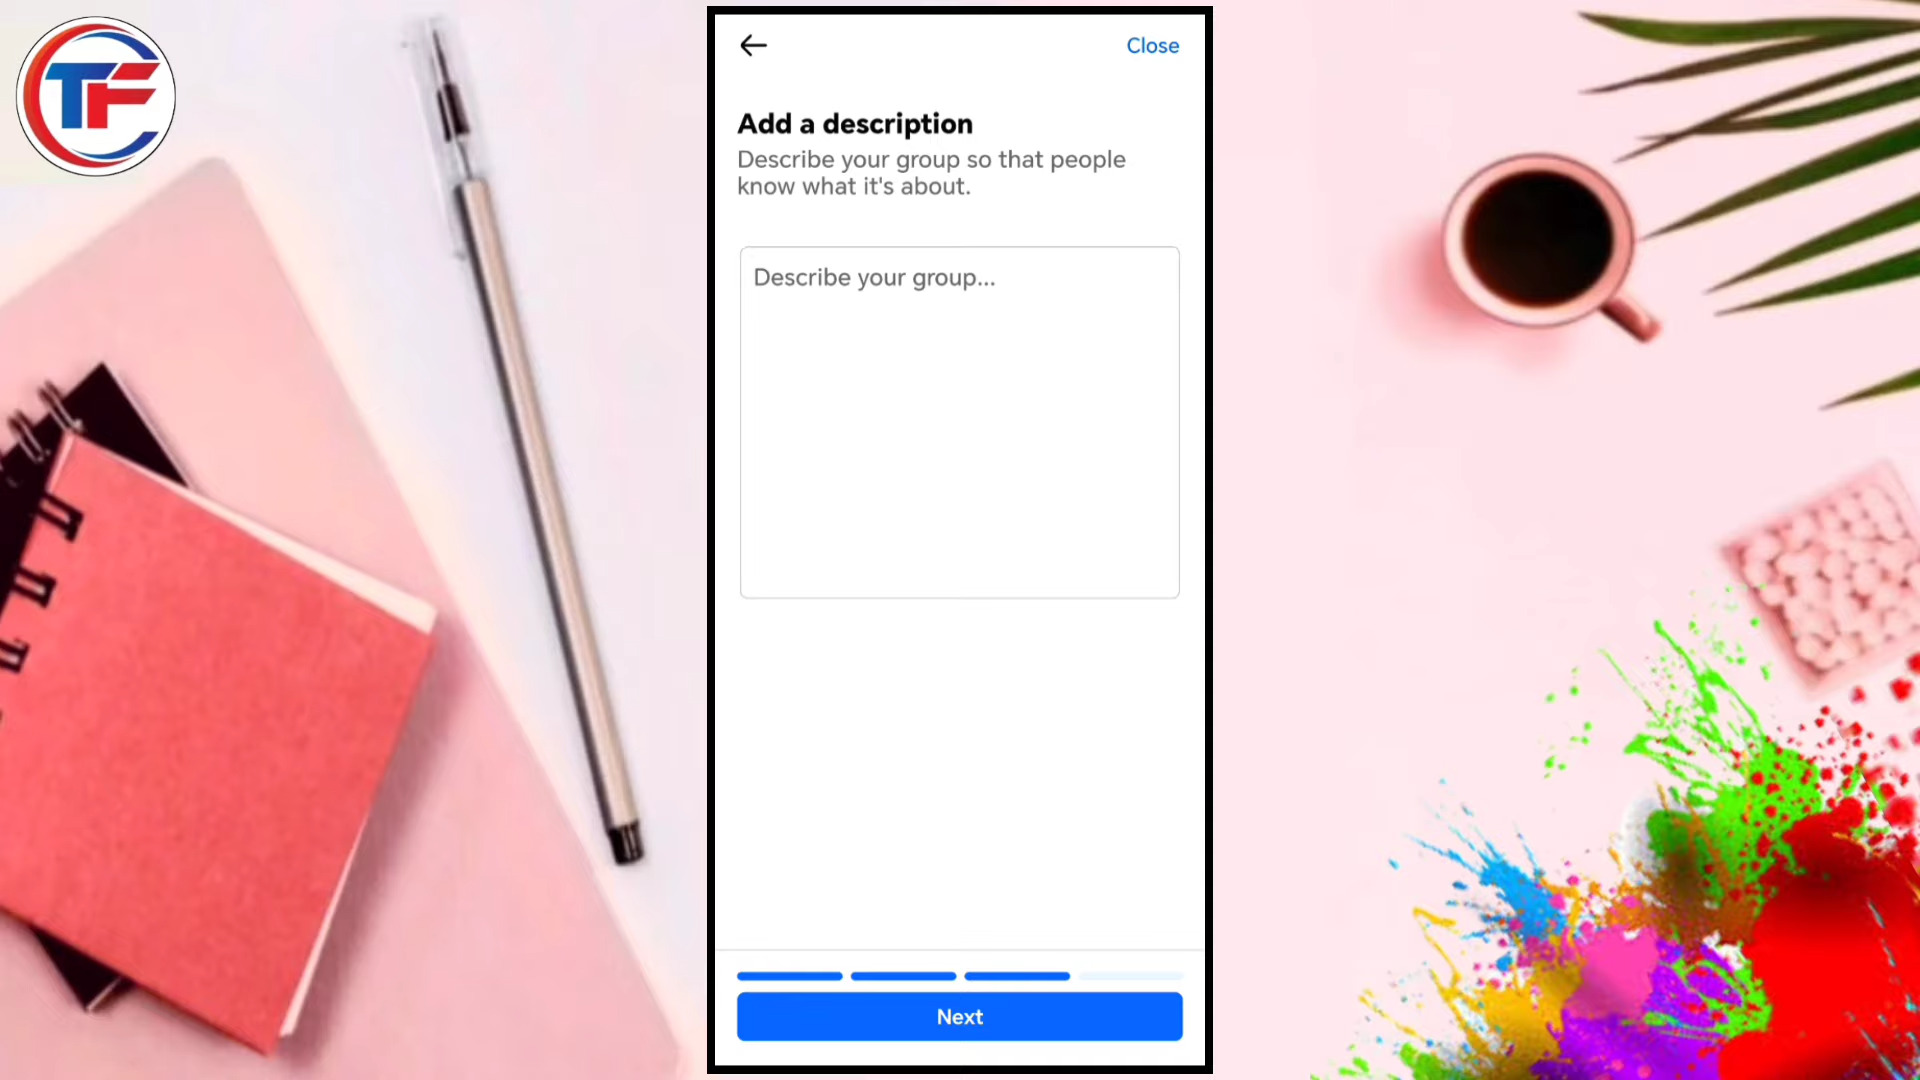 TF
Close
Add a description
Describe your group so that people
know what it's about.
Describe your group...
Next